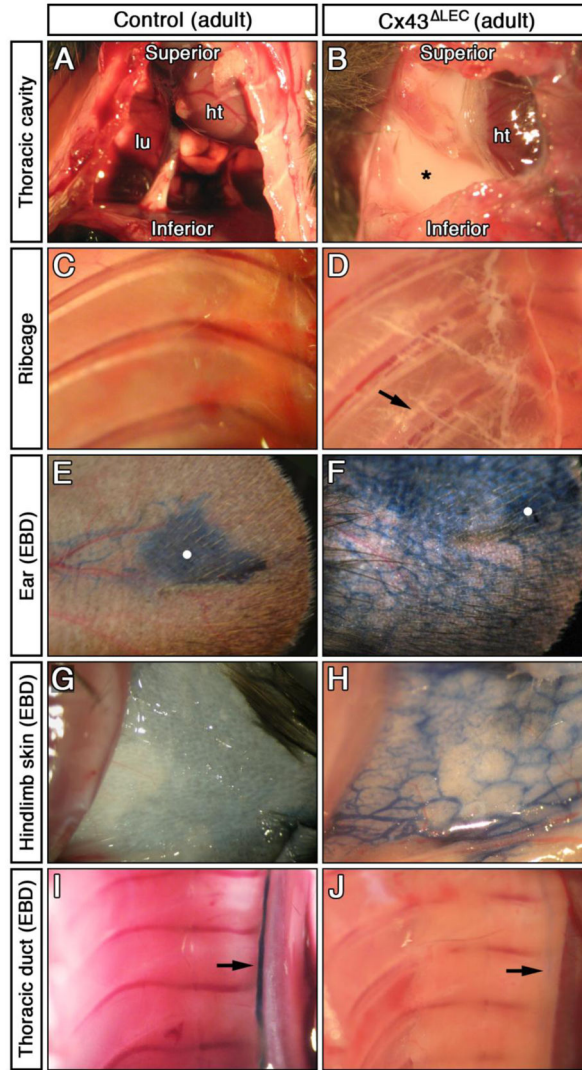 Control (adult)
Cx43ΔLEC (adult)
Thoracic cavity
A
Superior
lu
ht
Inferior
B
Superior
ht
*
Inferior
Ribcage
C
D
Ear (EBD)
E
F
Hindlimb skin (EBD)
G
H
Thoracic duct (EBD)
I
J